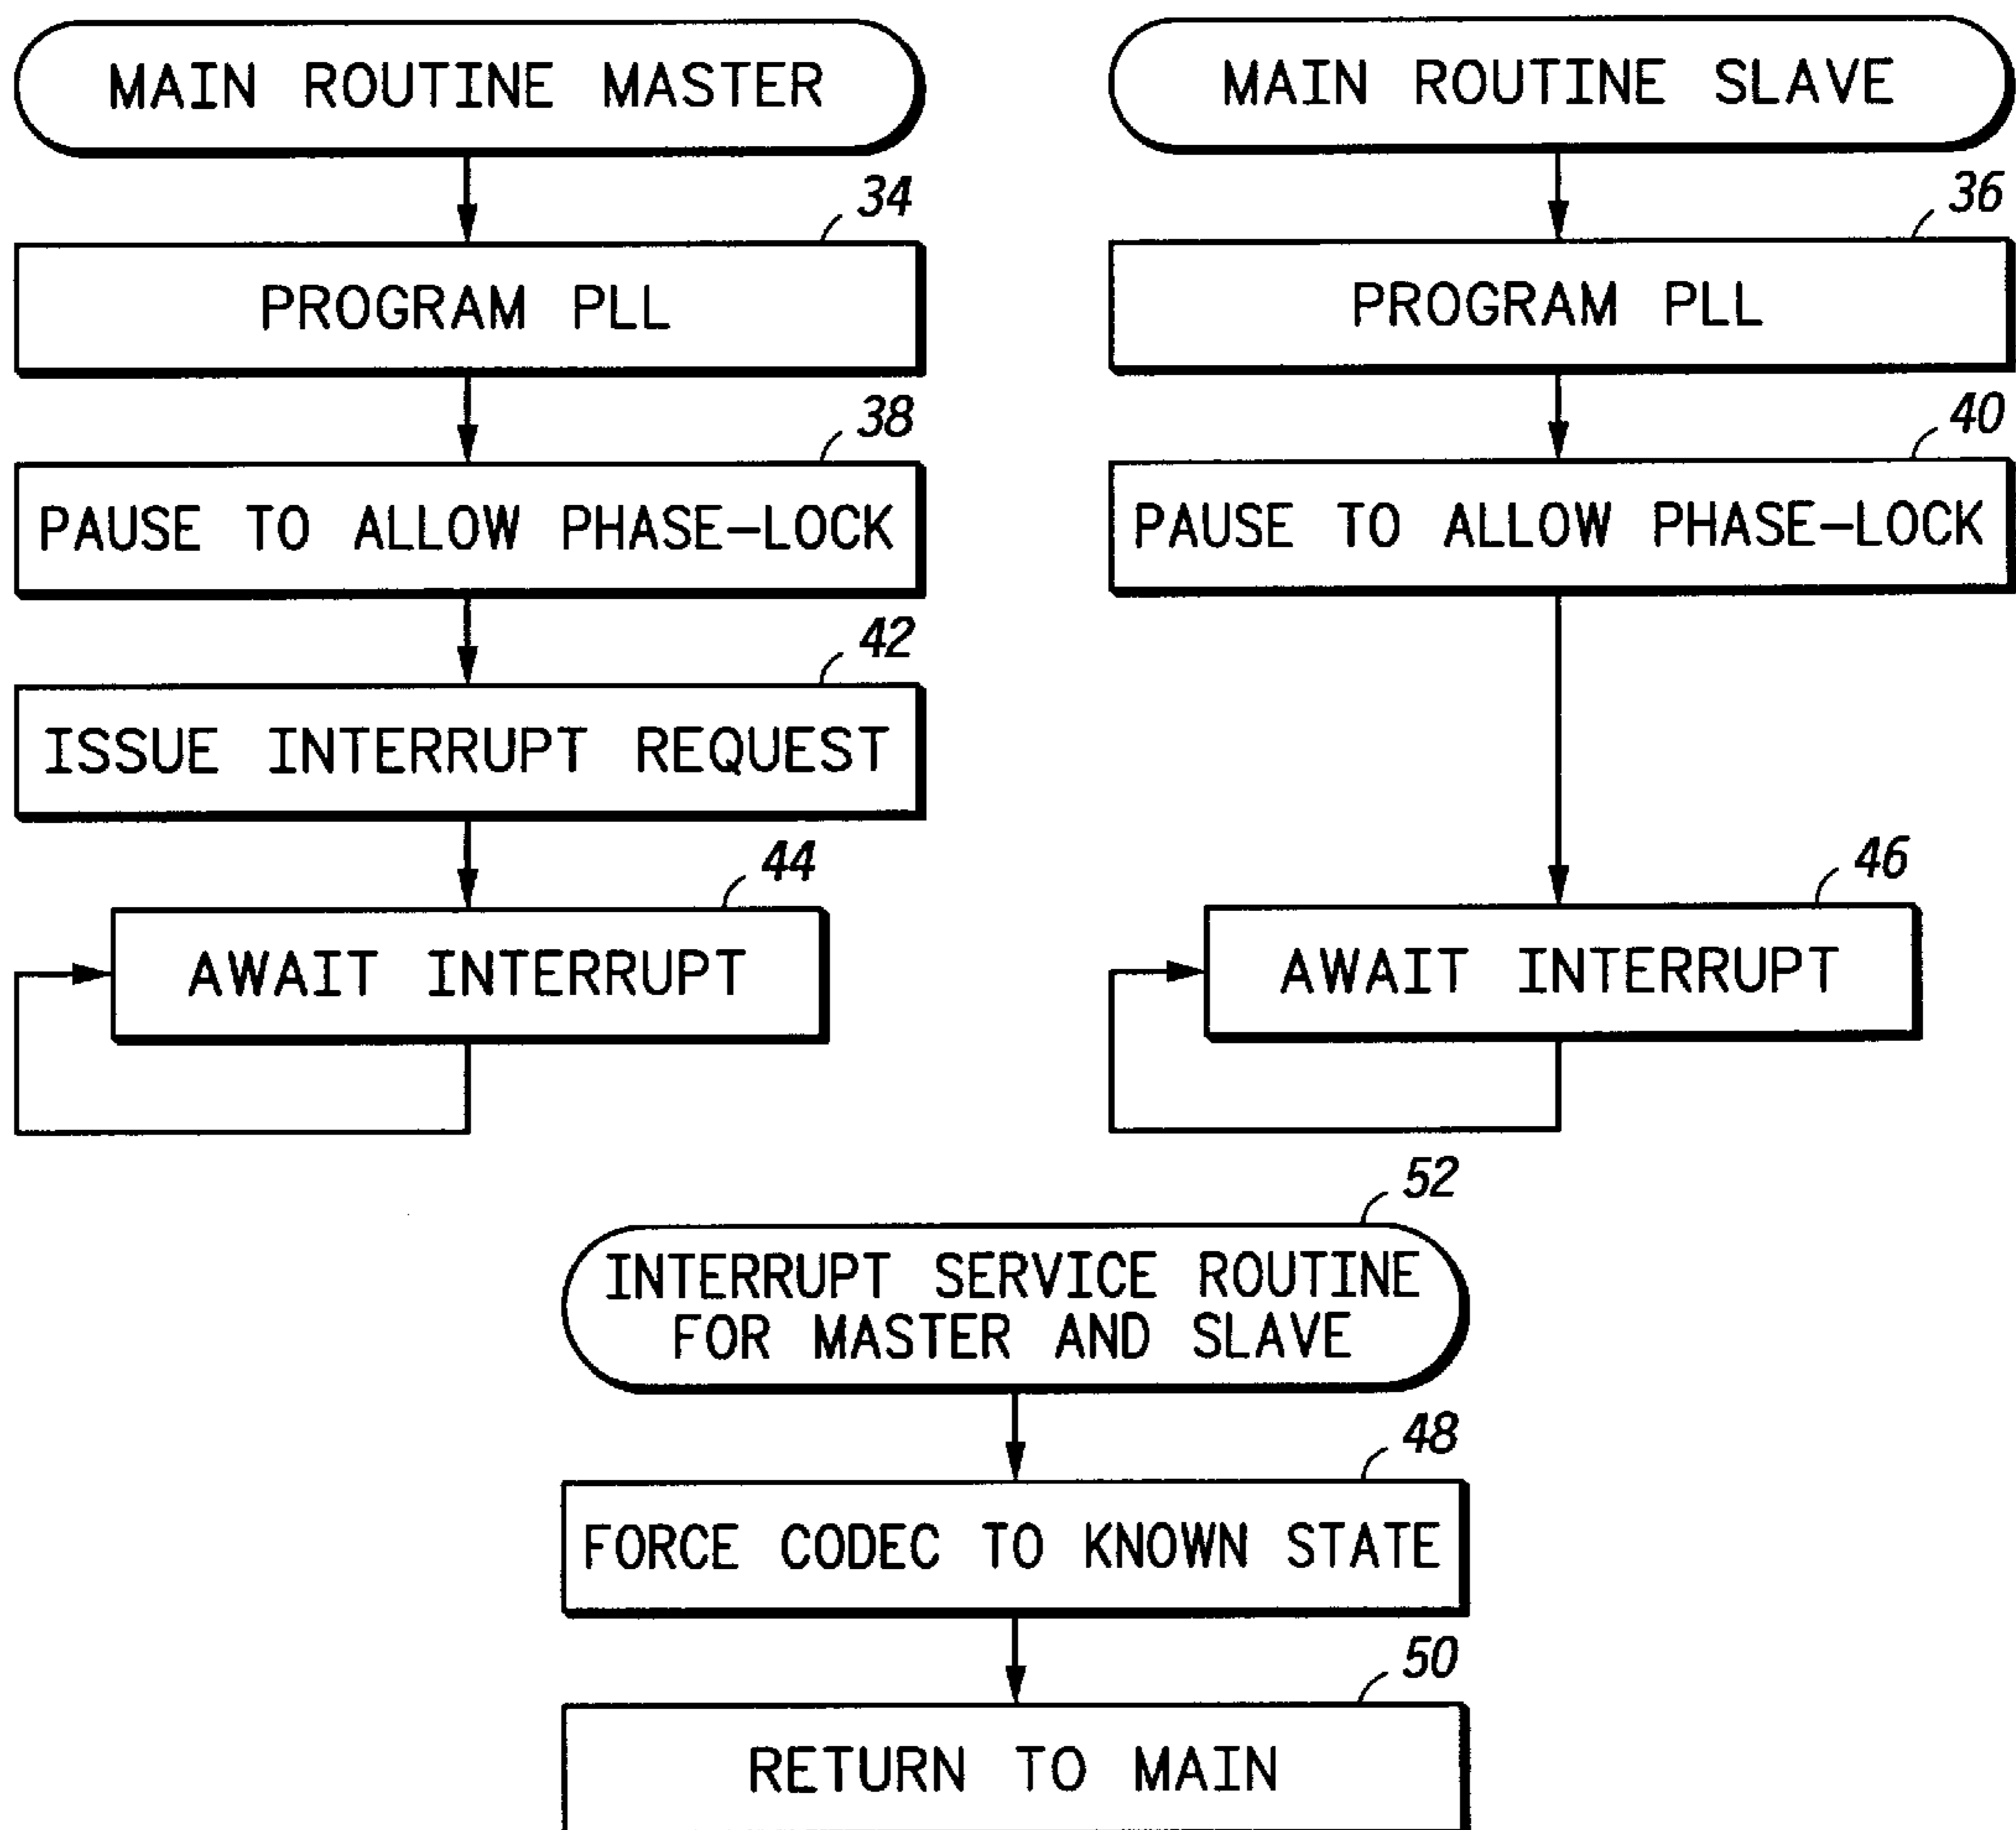 MAIN ROUTINE MASTER
34
PROGRAM PLL
38
PAUSE TO ALLOW PHASE-LOCK
42
ISSUE INTERRUPT REQUEST
44
AWAIT INTERRUPT
MAIN ROUTINE SLAVE
36
PROGRAM PLL
40
PAUSE TO ALLOW PHASE-LOCK
46
AWAIT INTERRUPT
52
INTERRUPT SERVICE ROUTINE
FOR MASTER AND SLAVE
48
FORCE CODEC TO KNOWN STATE
50
RETURN TO MAIN